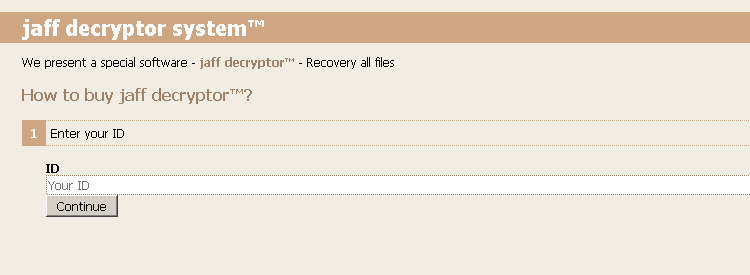 jaff decryptor system™
We present a special software - jaff decryptor™ - Recovery all files
How to buy jaff decryptor™?
1 Enter your ID
ID
Your ID
Continue